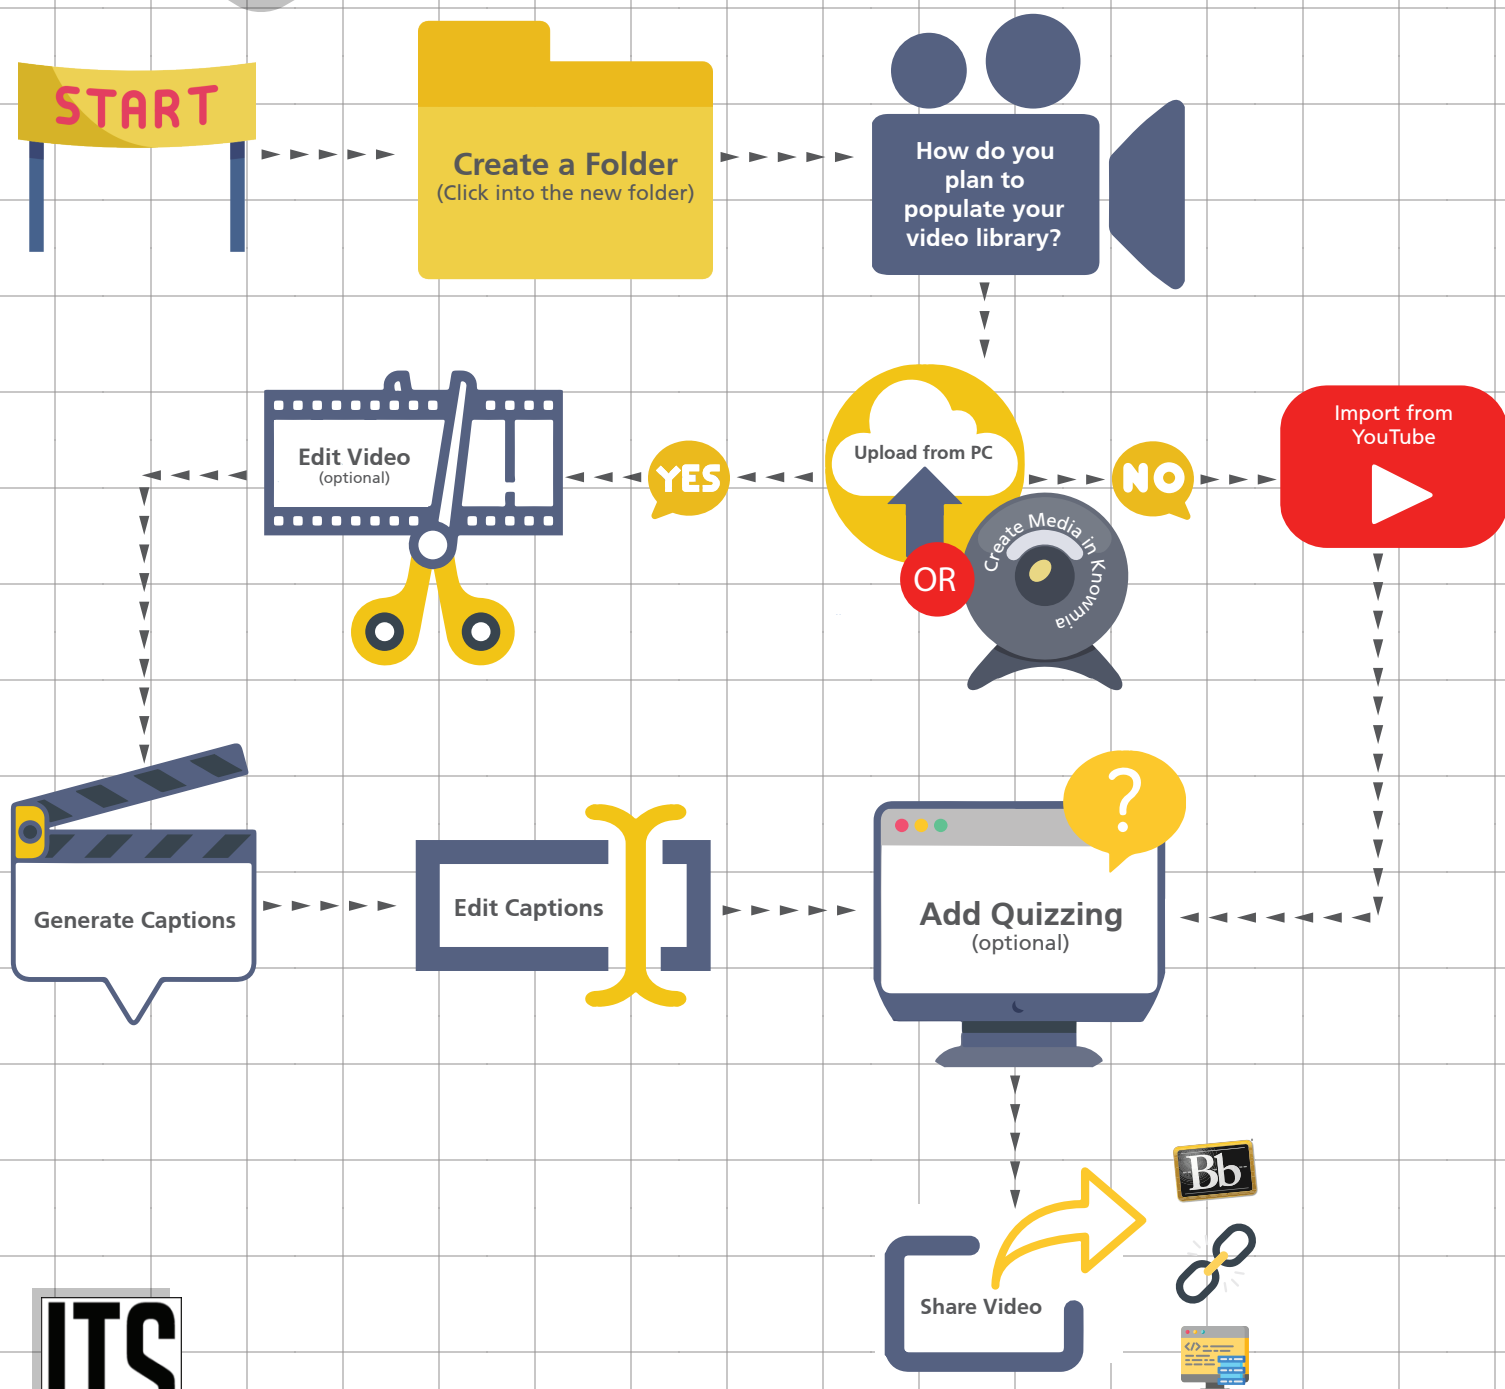 START
Create a Folder
(Click into the new folder)
How do you
plan to
populate your
video library?
Edit Video
(optional)
YES
Upload from PC
OR
Create Media in Knowmia
NO
Import from
YouTube
Generate Captions
Edit Captions
?
Add Quizzing
(optional)
Share Video
Bb
</>
ITS